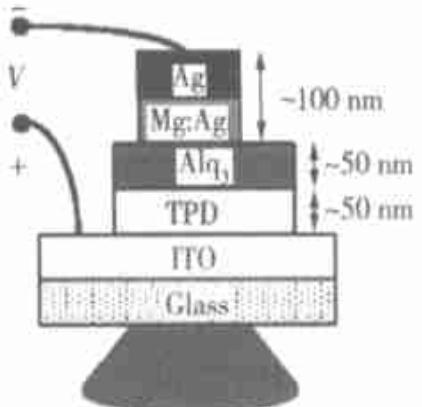 −
Ag
V
~100 nm
Mg:Ag
+
Alq₃
~50 nm
TPD
~50 nm
ITO
Glass